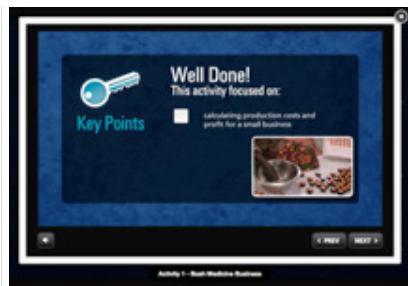 Well Done!
This activity focused on:
Key Points
calculating production costs and
profit for a small business
< PREV
NEXT >
Activity 1 - Bush Medicine Business